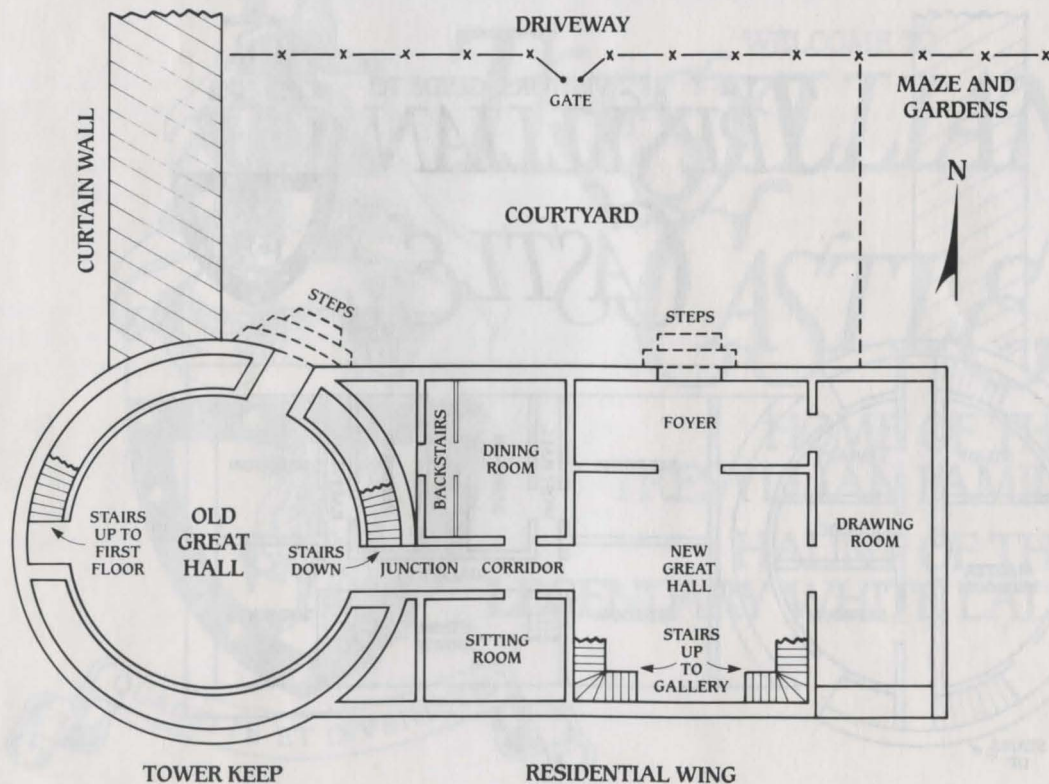 DRIVEWAY
GATE
MAZE AND
GARDENS
CURTAIN WALL
N
COURTYARD
STEPS
STEPS
BACKSTAIRS
FOYER
DINING
ROOM
STAIRS
UP TO
FIRST
FLOOR
OLD
GREAT
HALL
STAIRS
DOWN
JUNCTION
CORRIDOR
NEW
GREAT
HALL
DRAWING
ROOM
SITTING
ROOM
STAIRS
UP
TO
GALLERY
TOWER KEEP
RESIDENTIAL WING